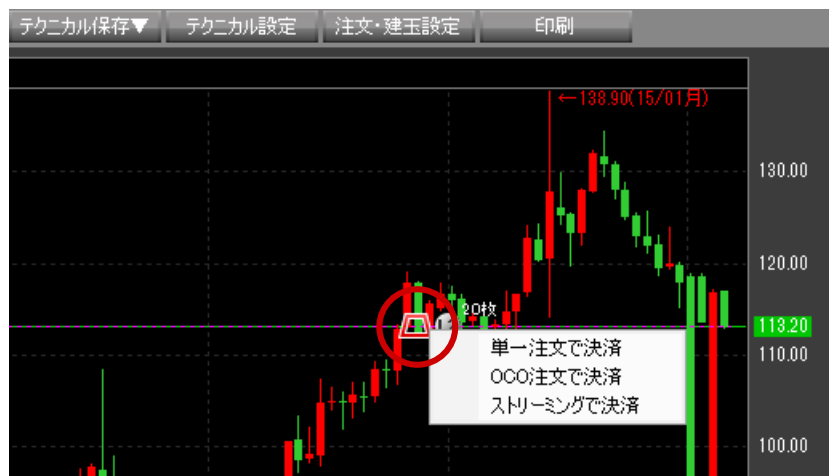 テクニカル保存▼ テクニカル設定 注文・建玉設定 印刷
←138.90(15/01月)
130.00
120.00
20枚
113.20
単一注文で決済
110.00
OCO注文で決済
ストリーミングで決済
100.00